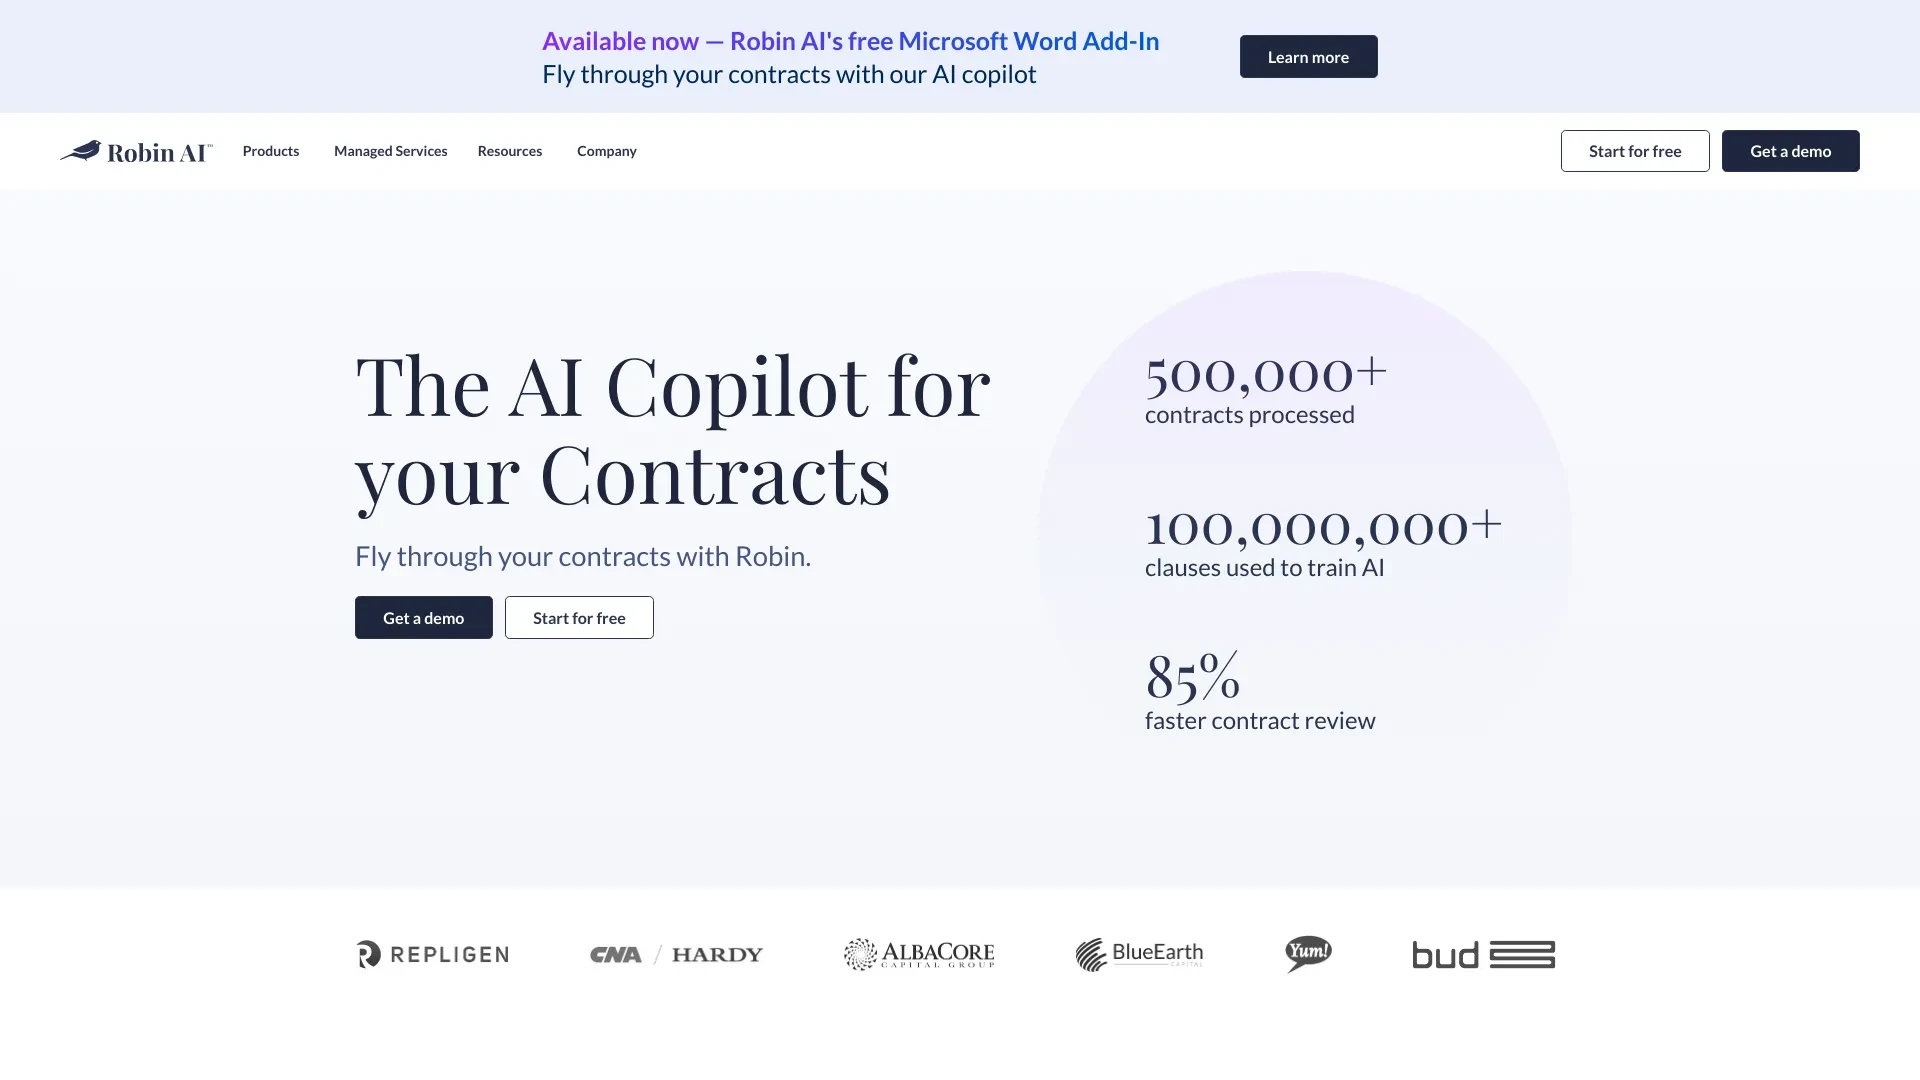 Available now — Robin AI's free Microsoft Word Add-In
Fly through your contracts with our AI copilot
Learn more
Robin AI™
Products
Managed Services
Resources
Company
Start for free
Get a demo
The AI Copilot for
your Contracts
Fly through your contracts with Robin.
Get a demo
Start for free
500,000+
contracts processed
100,000,000+
clauses used to train AI
85%
faster contract review
REPLIGEN
CNA / HARDY
ALBACORE
CAPITAL GROUP
BlueEarth
CAPITAL
Yum!
bud